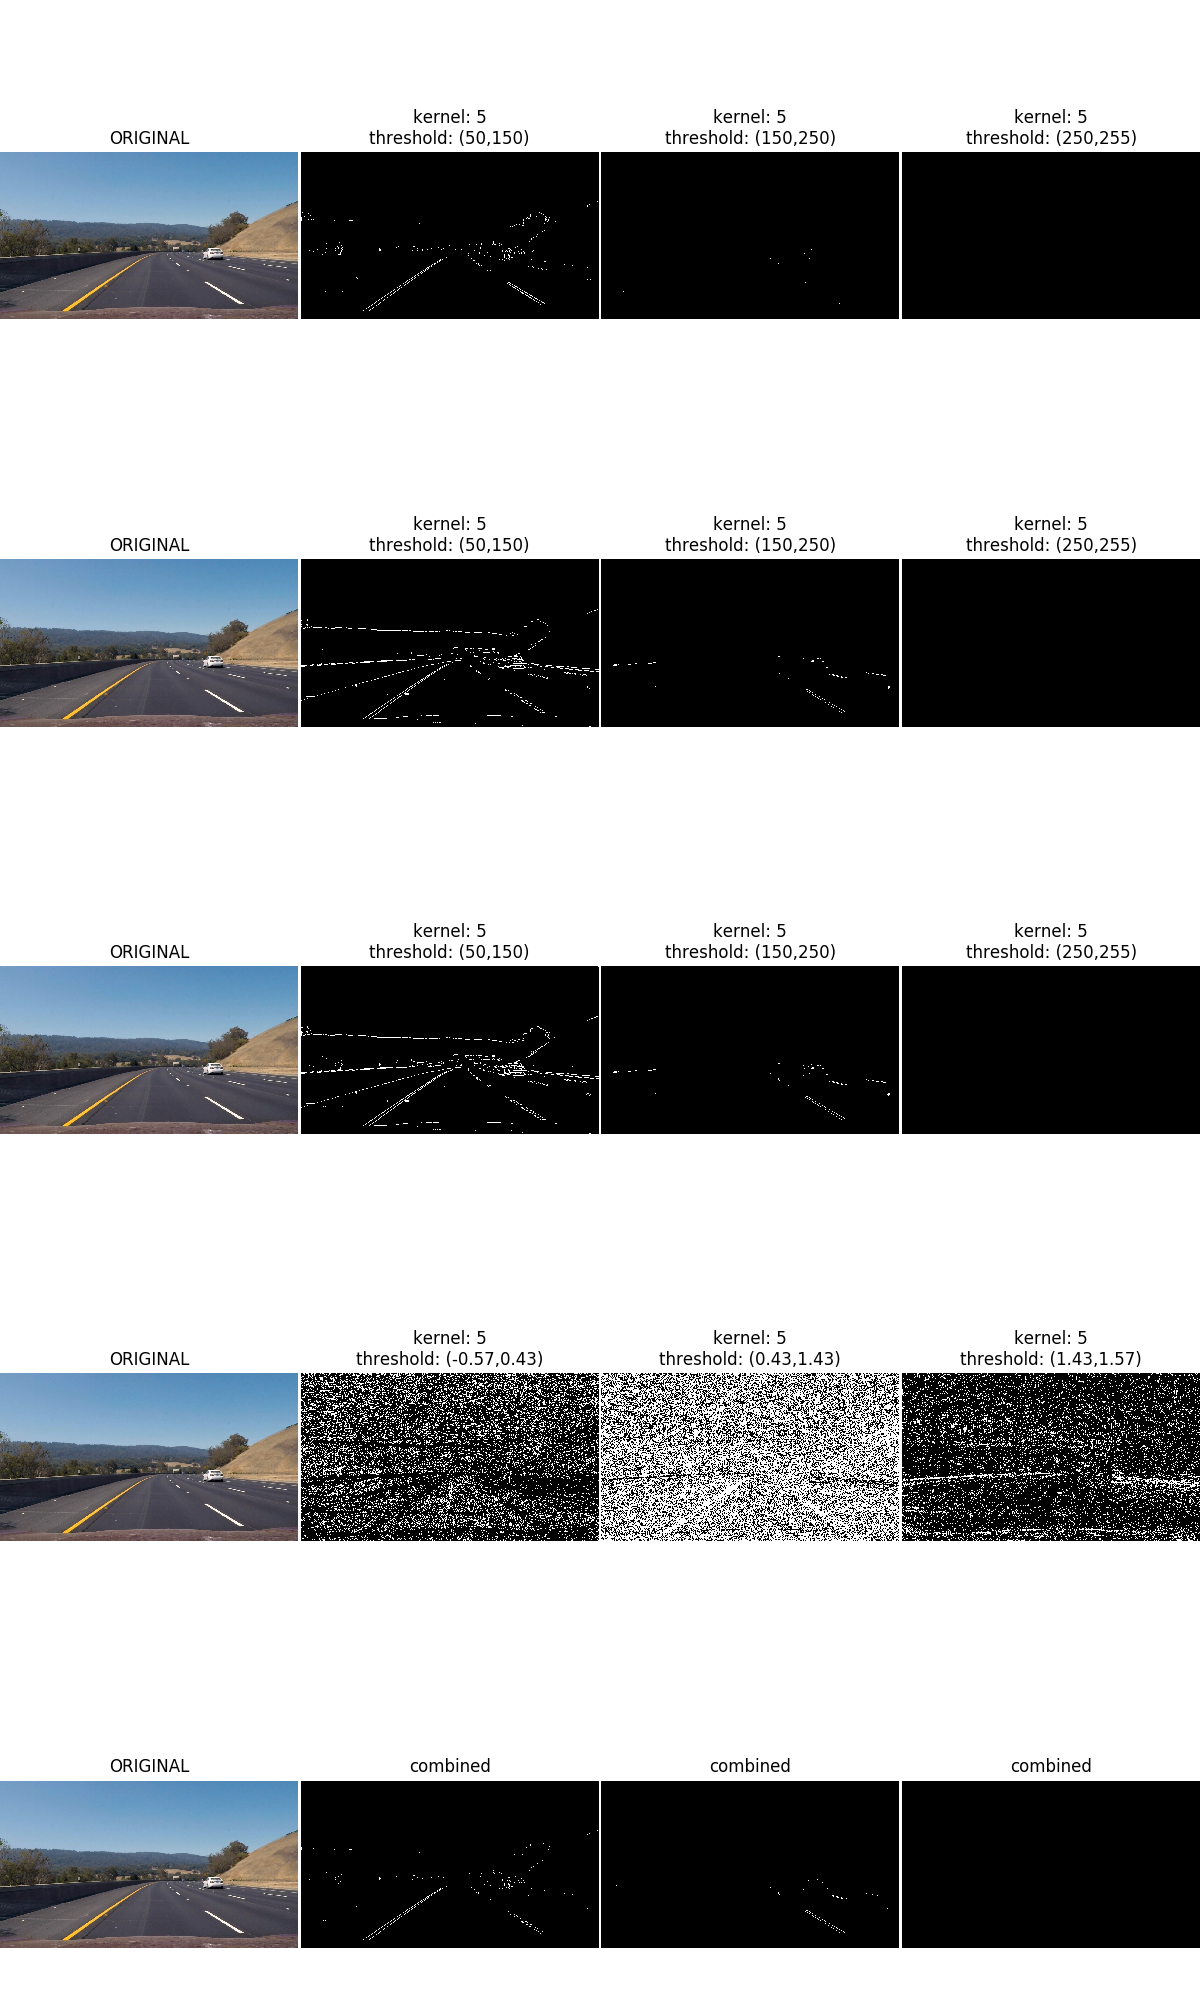 ORIGINAL
kernel: 5
threshold: (50,150)
kernel: 5
threshold: (150,250)
kernel: 5
threshold: (250,255)
ORIGINAL
kernel: 5
threshold: (50,150)
kernel: 5
threshold: (150,250)
kernel: 5
threshold: (250,255)
ORIGINAL
kernel: 5
threshold: (50,150)
kernel: 5
threshold: (150,250)
kernel: 5
threshold: (250,255)
ORIGINAL
kernel: 5
threshold: (-0.57,0.43)
kernel: 5
threshold: (0.43,1.43)
kernel: 5
threshold: (1.43,1.57)
ORIGINAL
combined
combined
combined